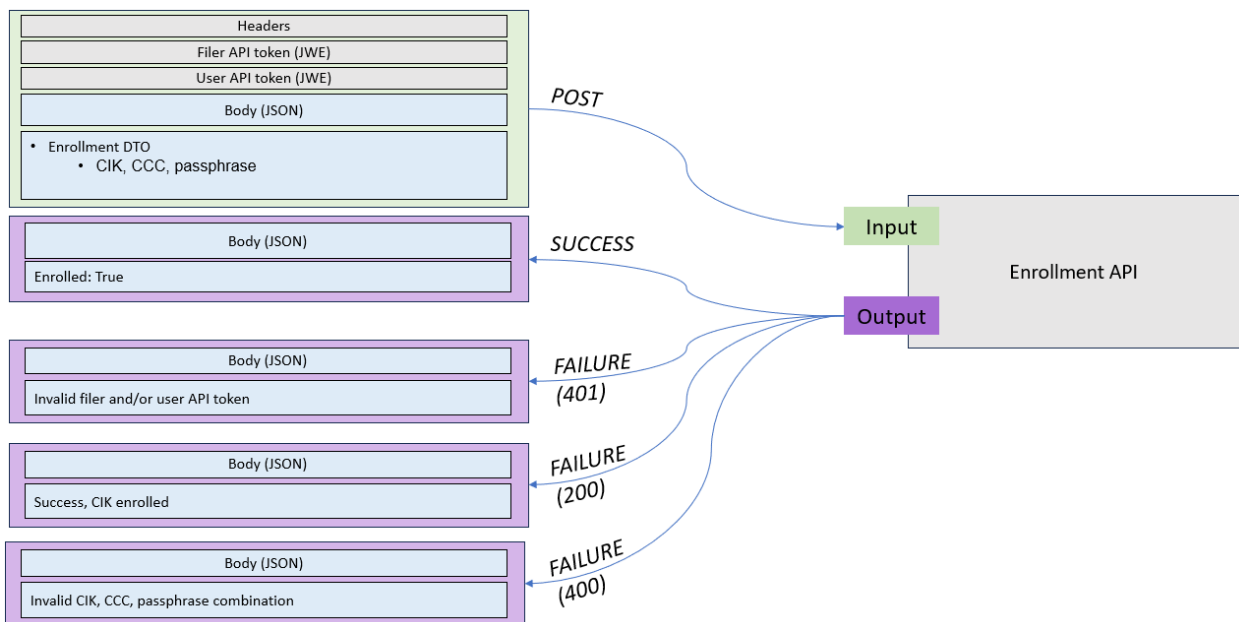 Headers
Filer API token (JWE)
User API token (JWE)
Body (JSON)
• Enrollment DTO
• CIK, CCC, passphrase
POST
Input
Enrollment API
Output
SUCCESS
Body (JSON)
Enrolled: True
FAILURE
(401)
Body (JSON)
Invalid filer and/or user API token
FAILURE
(200)
Body (JSON)
Success, CIK enrolled
FAILURE
(400)
Body (JSON)
Invalid CIK, CCC, passphrase combination